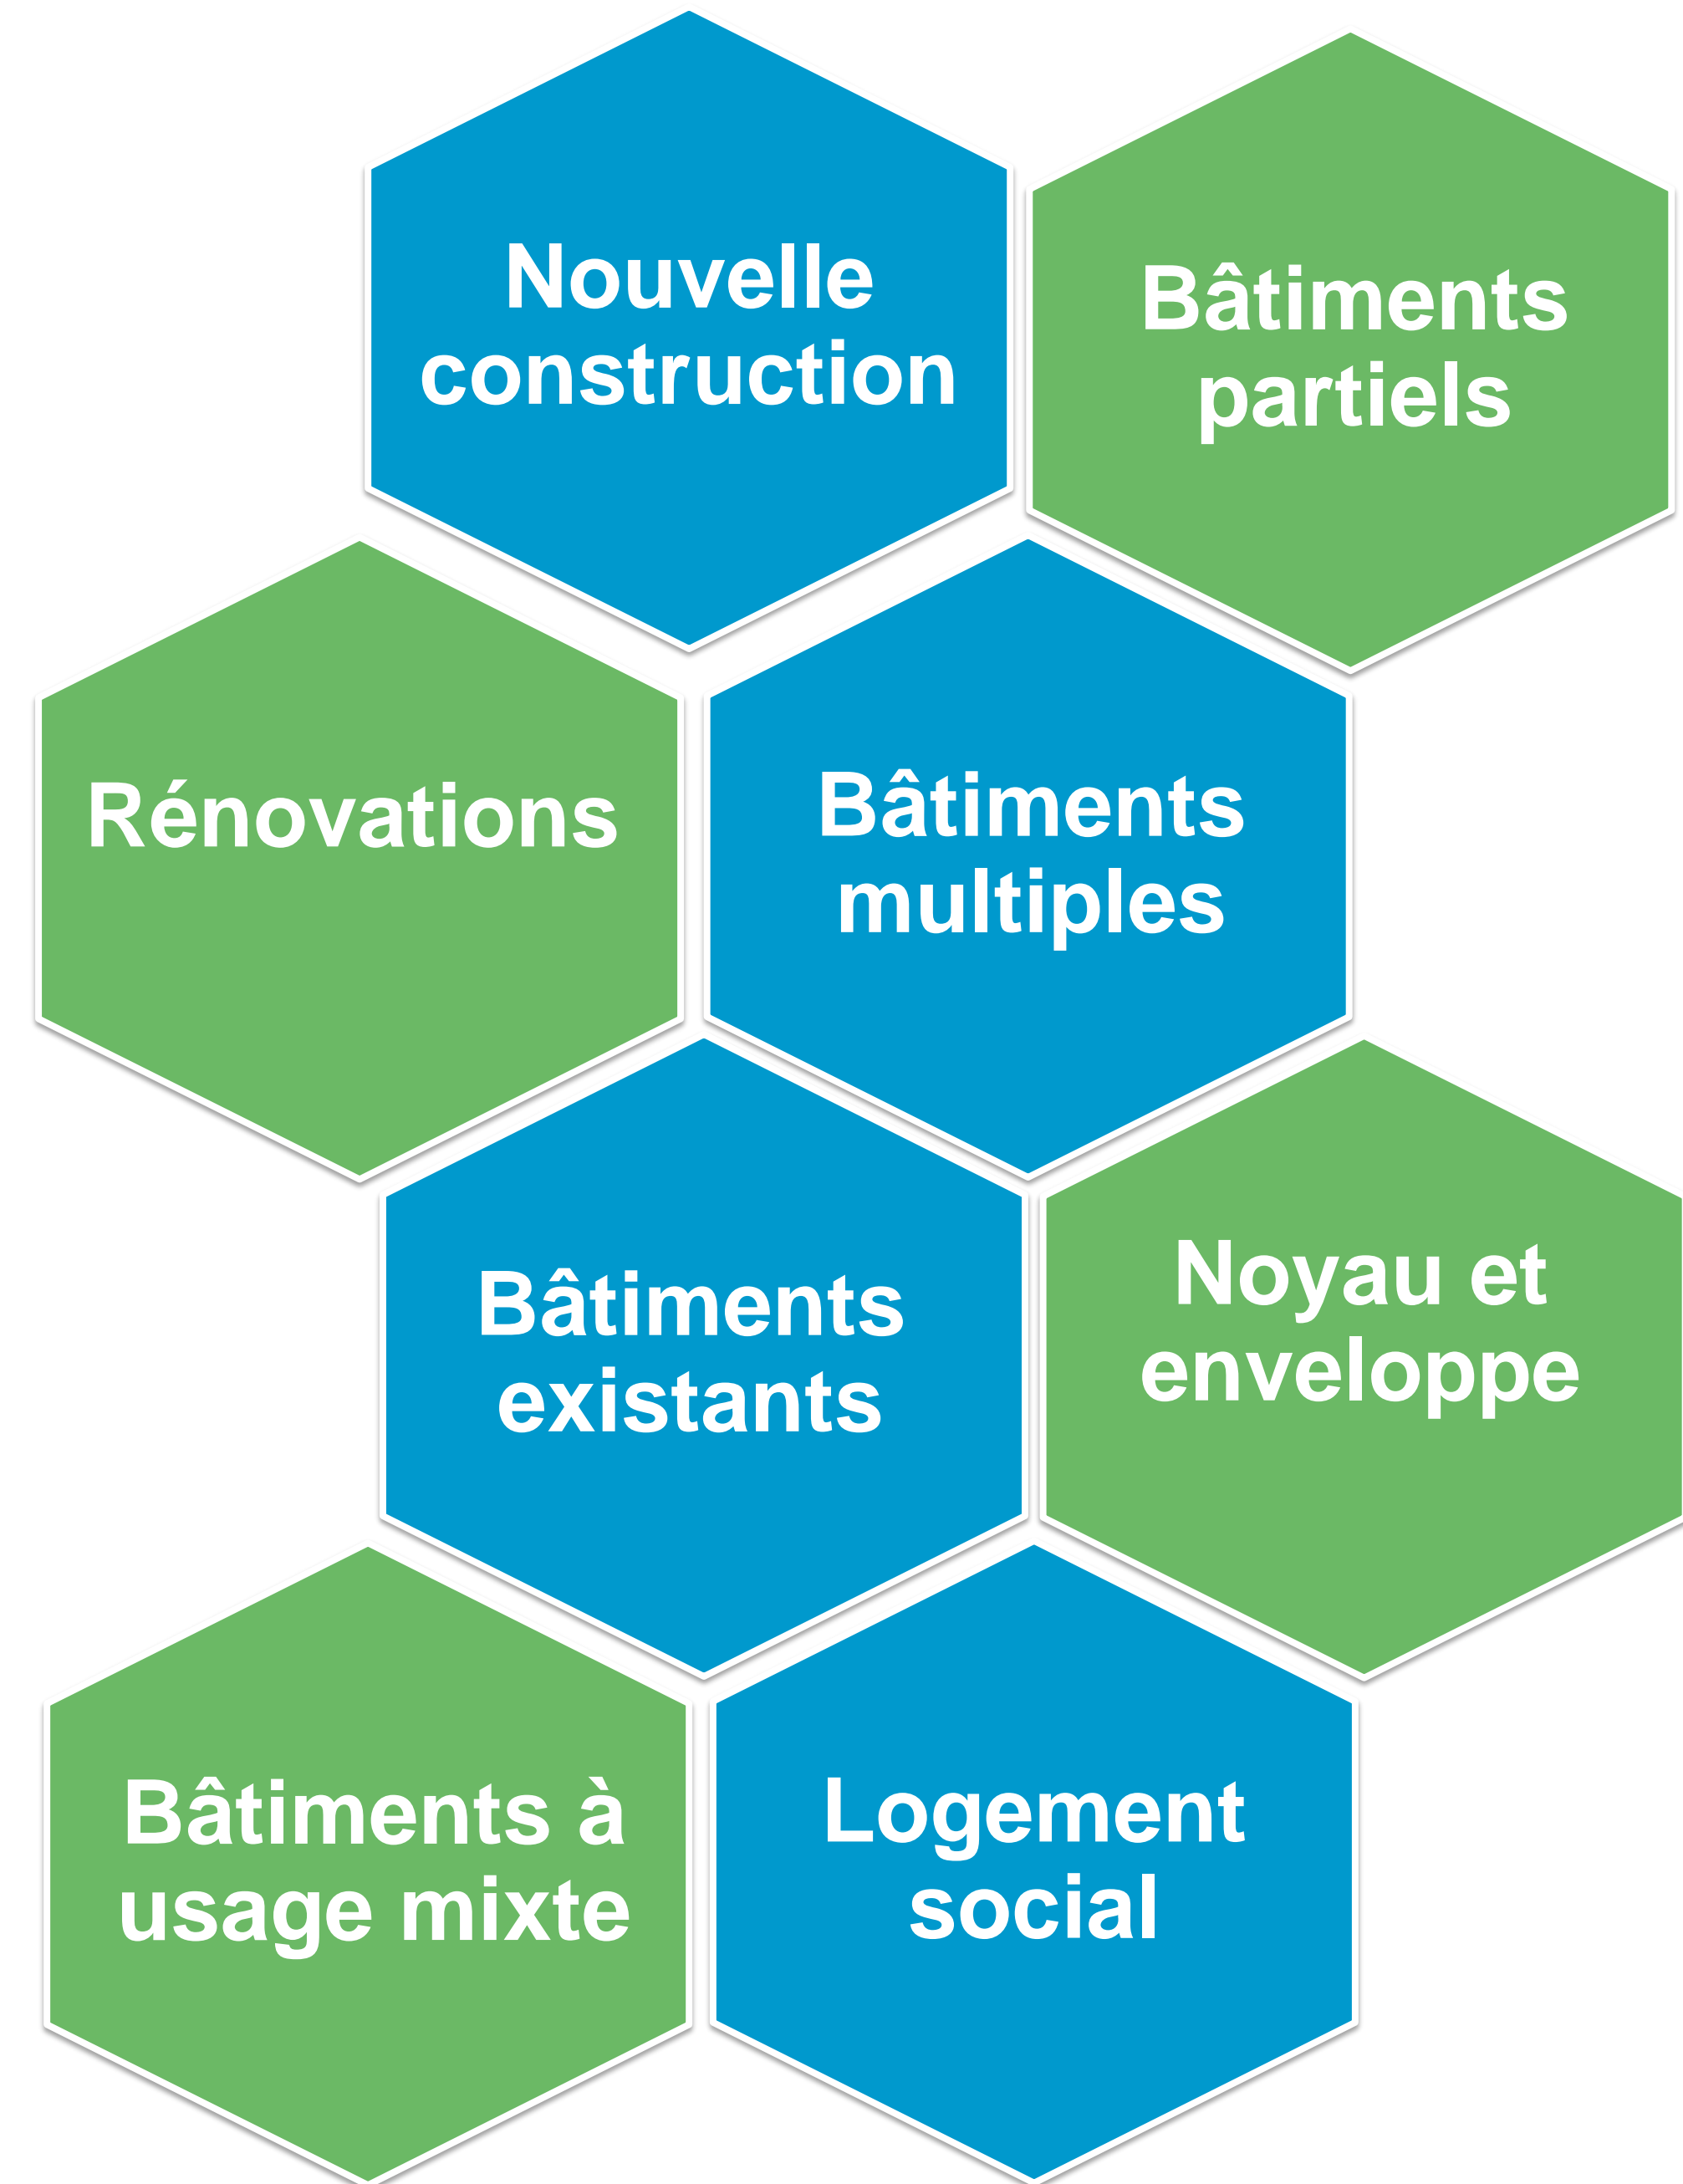 Nouvelle
construction
Bâtiments
partiels
Rénovations
Bâtiments
multiples
Bâtiments
existants
Noyau et
enveloppe
Bâtiments à
usage mixte
Logement
social